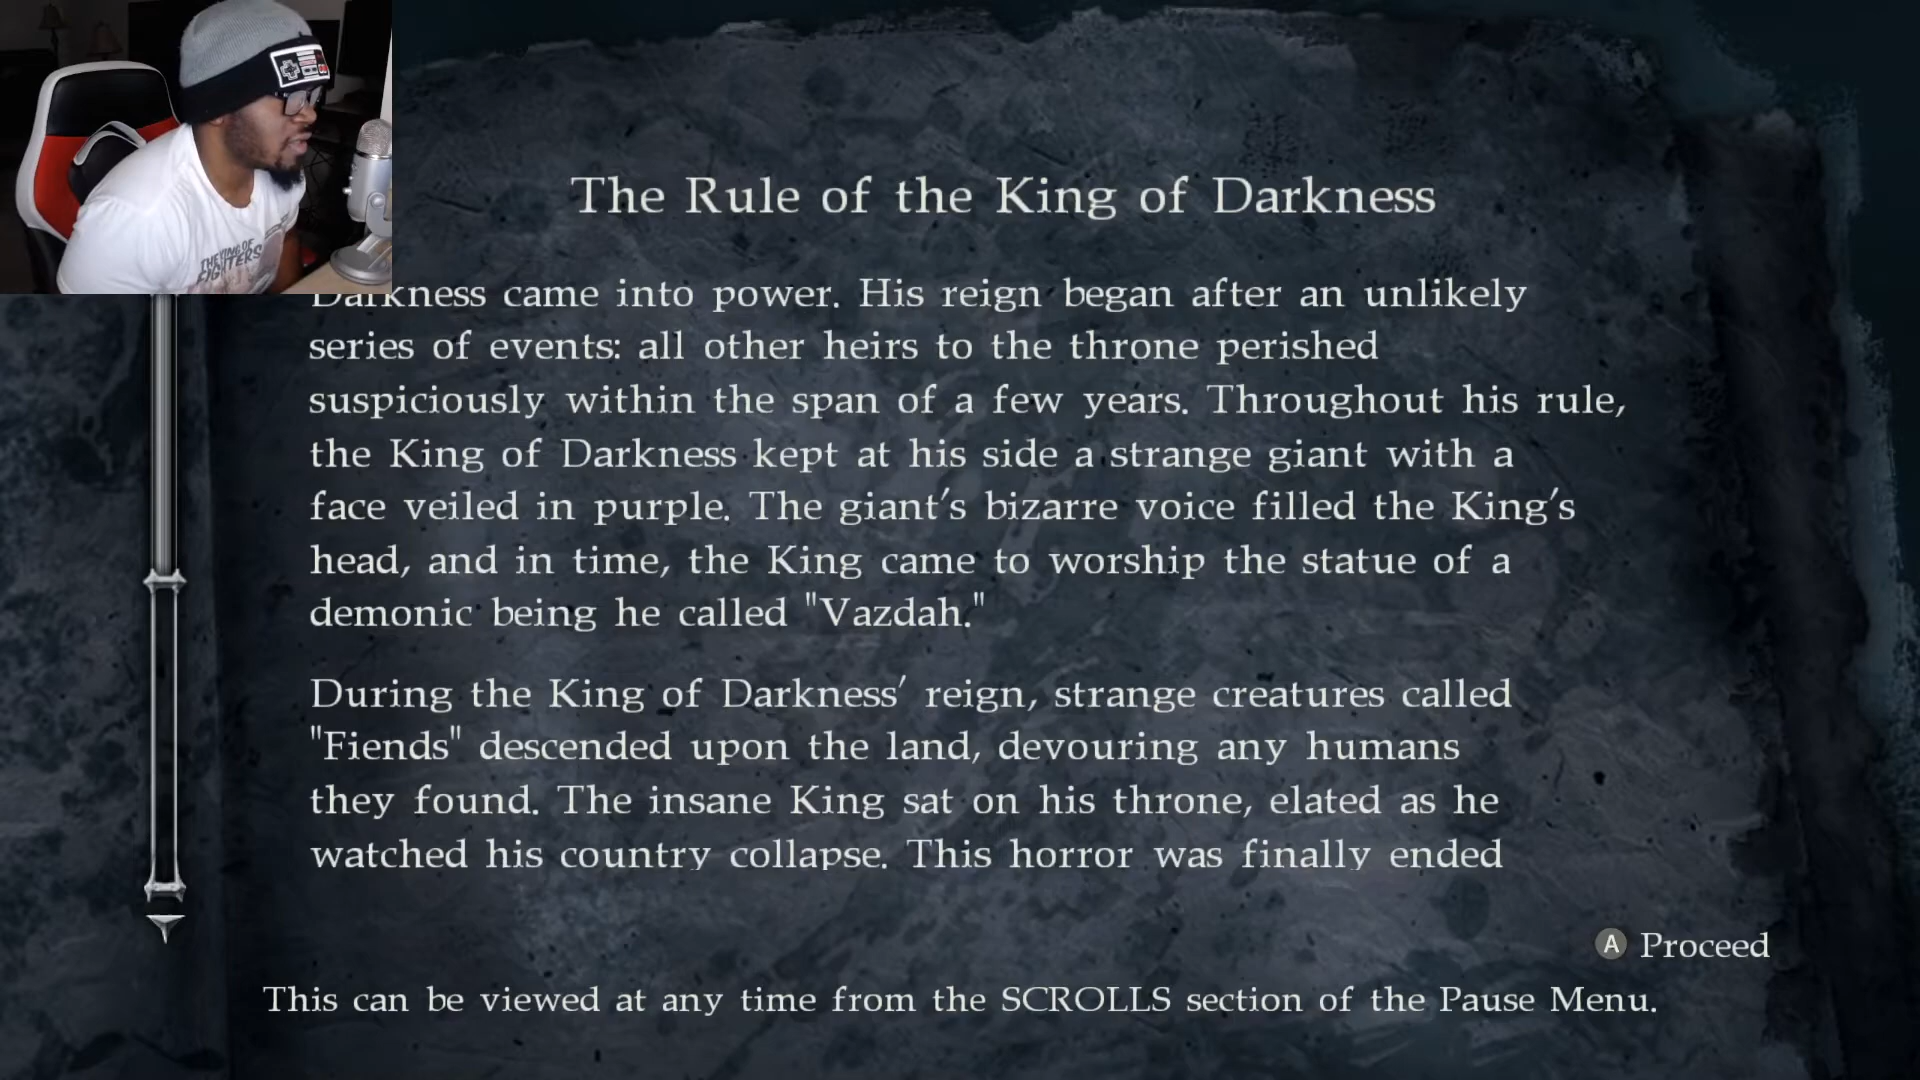 The Rule of the King of Darkness
THE KING OF
FIGHTERS
Darkness came into power. His reign began after an unlikely
series of events: all other heirs to the throne perished
suspiciously within the span of a few years. Throughout his rule,
the King of Darkness kept at his side a strange giant with a
face veiled in purple. The giant's bizarre voice filled the King's
head, and in time, the King came to worship the statue of a
demonic being he called "Vazdah."
During the King of Darkness' reign, strange creatures called
"Fiends" descended upon the land, devouring any humans
they found. The insane King sat on his throne, elated as he
watched his country collapse. This horror was finally ended
A Proceed
This can be viewed at any time from the SCROLLS section of the Pause Menu.